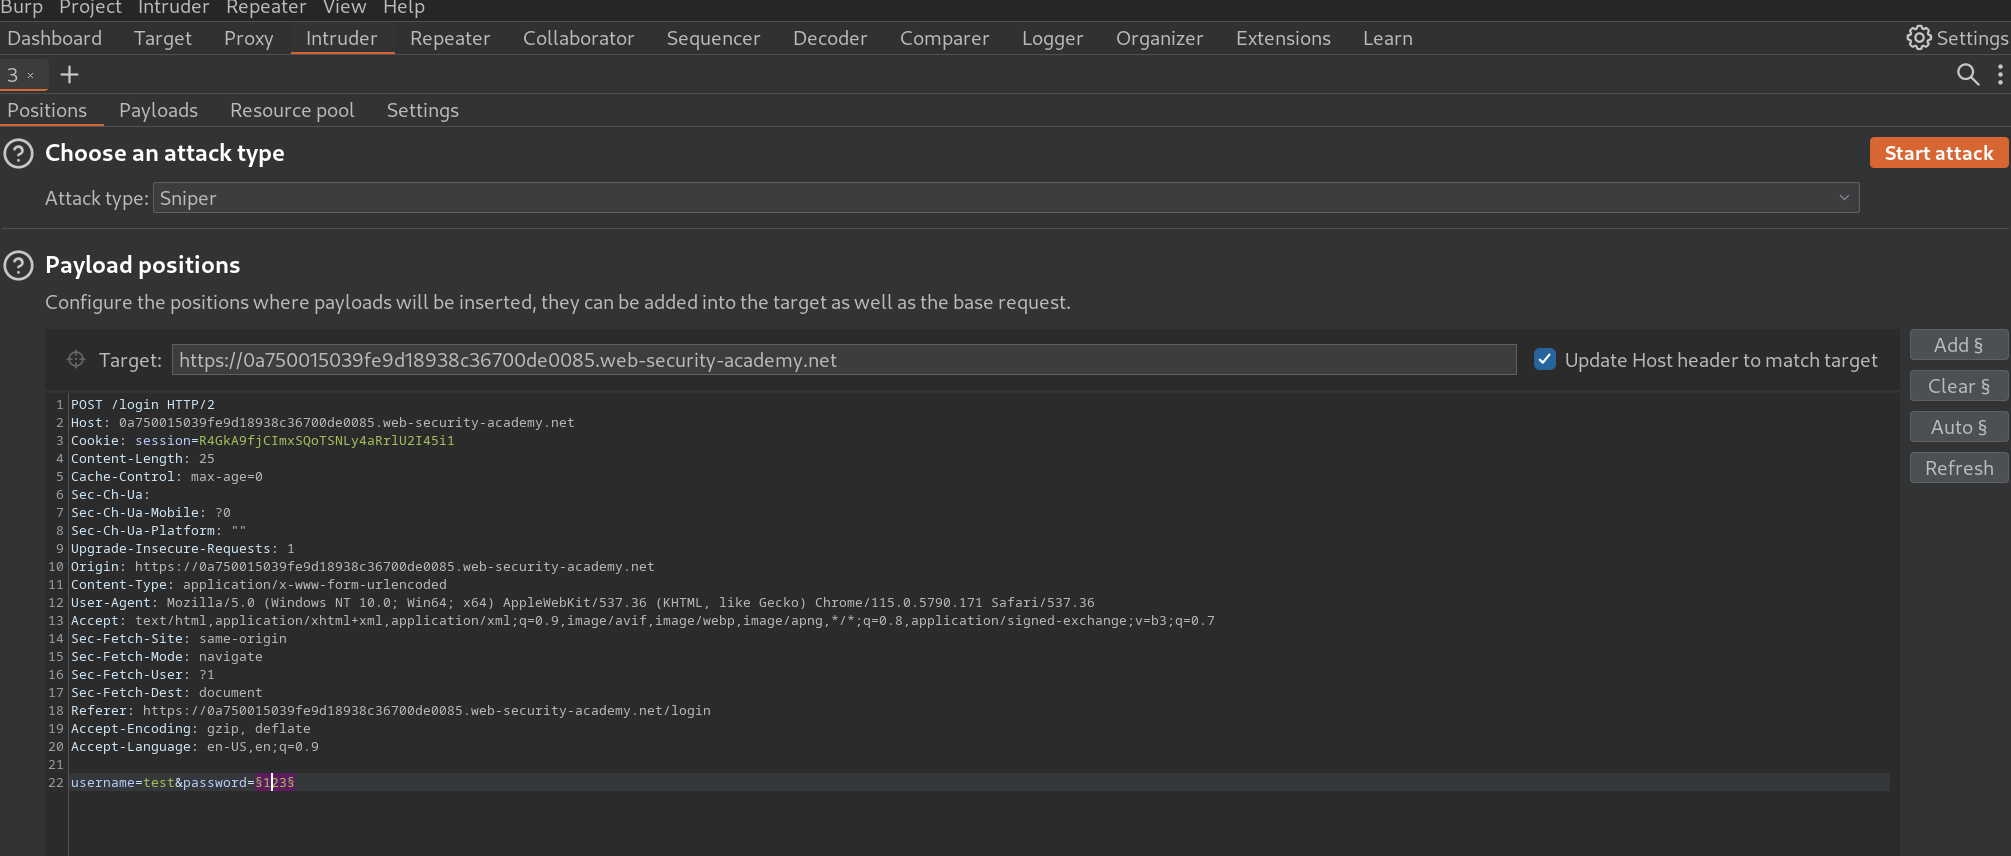 Burp Project Intruder Repeater View Help
Dashboard Target Proxy Intruder Repeater Collaborator Sequencer Decoder Comparer Logger Organizer Extensions Learn Settings
3 × +
Positions Payloads Resource pool Settings
? Choose an attack type Start attack
Attack type: Sniper
? Payload positions
Configure the positions where payloads will be inserted, they can be added into the target as well as the base request.
Target: https://0a750015039fe9d18938c36700de0085.web-security-academy.net Update Host header to match target
Add §
Clear §
Auto §
Refresh
1 POST /login HTTP/2
2 Host: 0a750015039fe9d18938c36700de0085.web-security-academy.net
3 Cookie: session=R4GkA9fjCImxSQoTSNLy4aRrlU2I45i1
4 Content-Length: 25
5 Cache-Control: max-age=0
6 Sec-Ch-Ua:
7 Sec-Ch-Ua-Mobile: ?0
8 Sec-Ch-Ua-Platform: ""
9 Upgrade-Insecure-Requests: 1
10 Origin: https://0a750015039fe9d18938c36700de0085.web-security-academy.net
11 Content-Type: application/x-www-form-urlencoded
12 User-Agent: Mozilla/5.0 (Windows NT 10.0; Win64; x64) AppleWebKit/537.36 (KHTML, like Gecko) Chrome/115.0.5790.171 Safari/537.36
13 Accept: text/html,application/xhtml+xml,application/xml;q=0.9,image/avif,image/webp,image/apng,*/*;q=0.8,application/signed-exchange;v=b3;q=0.7
14 Sec-Fetch-Site: same-origin
15 Sec-Fetch-Mode: navigate
16 Sec-Fetch-User: ?1
17 Sec-Fetch-Dest: document
18 Referer: https://0a750015039fe9d18938c36700de0085.web-security-academy.net/login
19 Accept-Encoding: gzip, deflate
20 Accept-Language: en-US,en;q=0.9
21
22 username=test&password=§123§